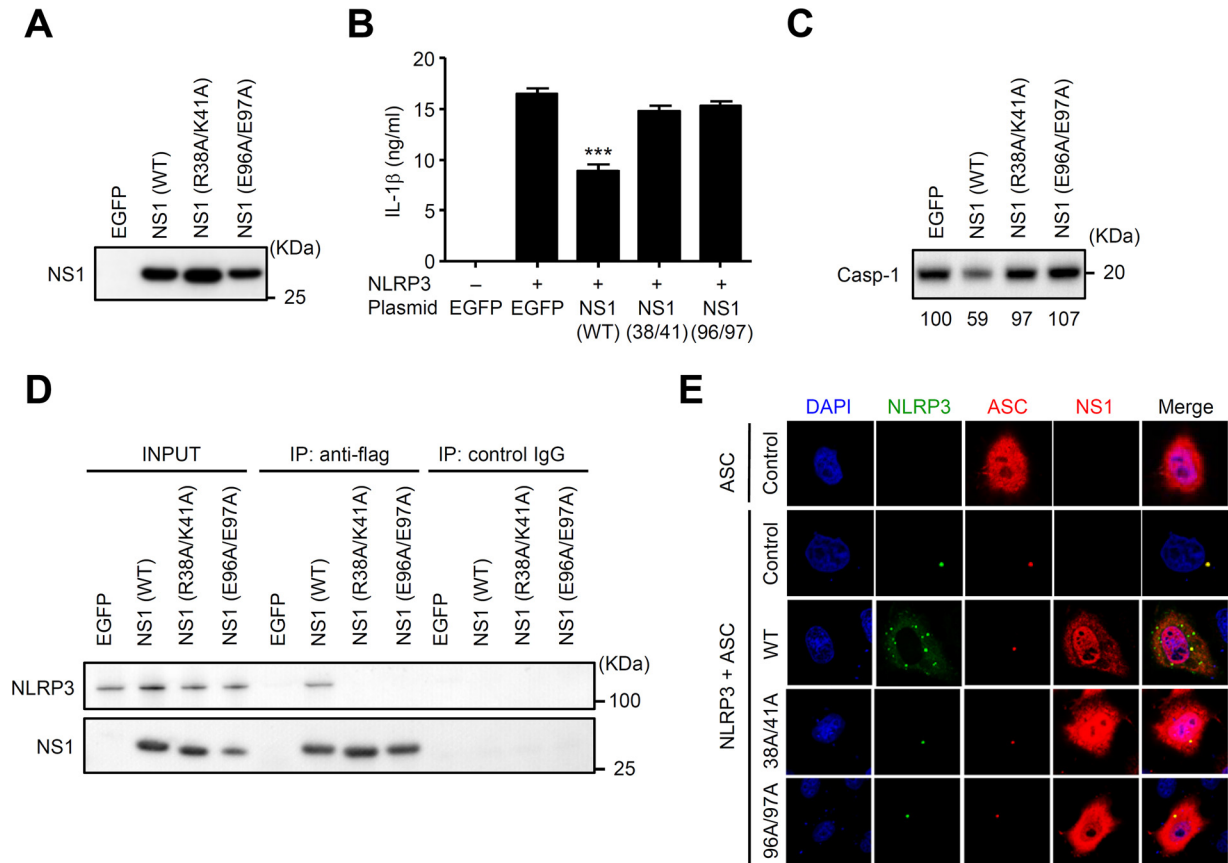 A
EGFP
NS1 (WT)
NS1 (R38A/K41A)
NS1 (E96A/E97A)
(KDa)
NS1
25
B
IL-1β (ng/ml)
20
15
10
5
0
***
NLRP3 – + + + +
Plasmid EGFP EGFP NS1 NS1 NS1
(WT) (38/41) (96/97)
C
EGFP
NS1 (WT)
NS1 (R38A/K41A)
NS1 (E96A/E97A)
(KDa)
Casp-1
20
100 59 97 107
D
INPUT IP: anti-flag IP: control IgG
EGFP
NS1 (WT)
NS1 (R38A/K41A)
NS1 (E96A/E97A)
EGFP
NS1 (WT)
NS1 (R38A/K41A)
NS1 (E96A/E97A)
EGFP
NS1 (WT)
NS1 (R38A/K41A)
NS1 (E96A/E97A)
(KDa)
NLRP3
100
NS1
25
E
DAPI NLRP3 ASC NS1 Merge
ASC
Control
NLRP3 + ASC
Control
WT
38A/41A
96A/97A